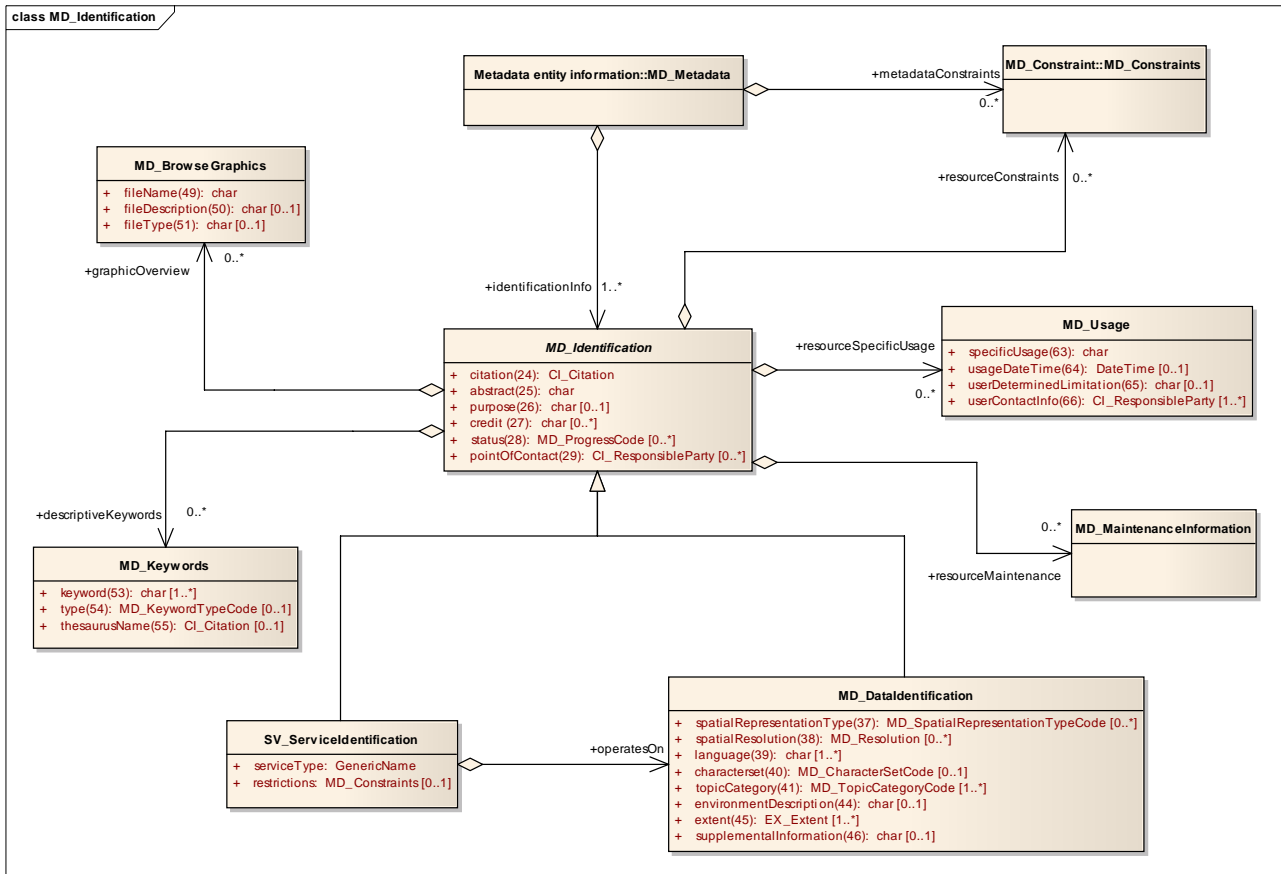 class MD_Identification
Metadata entity information::MD_Metadata
+metadataConstraints
0..*
MD_Constraint::MD_Constraints
+resourceConstraints
0..*
MD_BrowseGraphics
+ fileName(49): char
+ fileDescription(50): char [0..1]
+ fileType(51): char [0..1]
+graphicOverview
0..*
+identificationInfo
1..*
MD_Identification
+ citation(24): CI_Citation
+ abstract(25): char
+ purpose(26): char [0..1]
+ credit (27): char [0..*]
+ status(28): MD_ProgressCode [0..*]
+ pointOfContact(29): CI_ResponsibleParty [0..*]
+resourceSpecificUsage
0..*
MD_Usage
+ specificUsage(63): char
+ usageDateTime(64): DateTime [0..1]
+ userDeterminedLimitation(65): char [0..1]
+ userContactInfo(66): CI_ResponsibleParty [1..*]
+descriptiveKeywords
0..*
MD_Keywords
+ keyword(53): char [1..*]
+ type(54): MD_KeywordTypeCode [0..1]
+ thesaurusName(55): CI_Citation [0..1]
0..*
+resourceMaintenance
MD_MaintenanceInformation
SV_ServiceIdentification
+ serviceType: GenericName
+ restrictions: MD_Constraints [0..1]
+operatesOn
MD_DataIdentification
+ spatialRepresentationType(37): MD_SpatialRepresentationTypeCode [0..*]
+ spatialResolution(38): MD_Resolution [0..*]
+ language(39): char [1..*]
+ characterset(40): MD_CharacterSetCode [0..1]
+ topicCategory(41): MD_TopicCategoryCode [1..*]
+ environmentDescription(44): char [0..1]
+ extent(45): EX_Extent [1..*]
+ supplementalInformation(46): char [0..1]